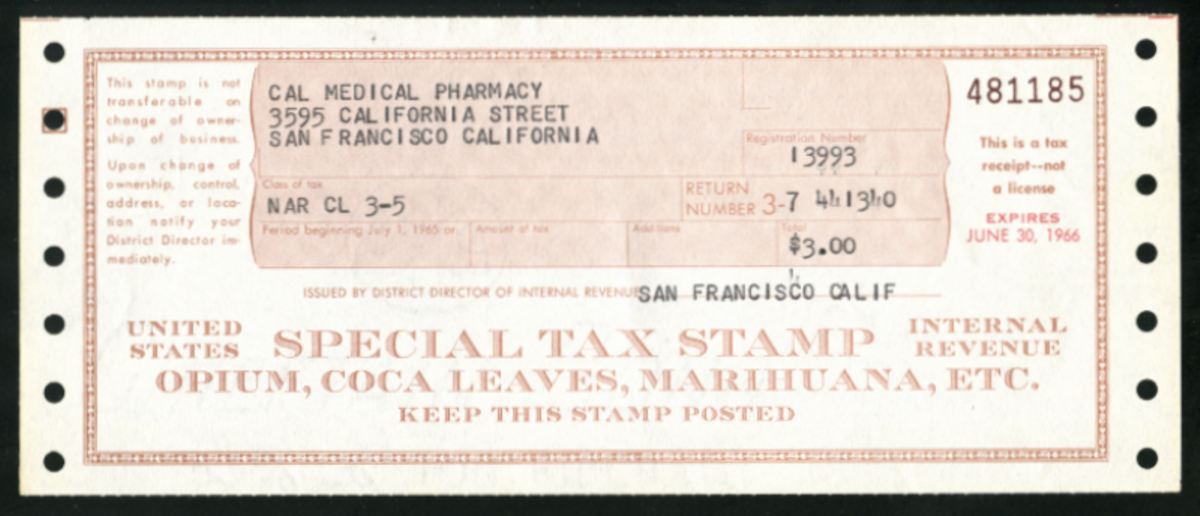 This stamp is not
transferable on
change of owner-
ship of business.
Upon change of
ownership, control,
address, or loca-
tion notify your
District Director im-
mediately.
CAL MEDICAL PHARMACY
3595 CALIFORNIA STREET
SAN FRANCISCO CALIFORNIA
Registration Number
13993
Class of tax
NAR CL 3-5
RETURN
NUMBER 3-7 441340
Period beginning July 1, 1965 or
Amount of tax
Additions
Total
$3.00
481185
This is a tax
receipt--not
a license
EXPIRES
JUNE 30, 1966
ISSUED BY DISTRICT DIRECTOR OF INTERNAL REVENUE SAN FRANCISCO CALIF
UNITED
STATES
SPECIAL TAX STAMP
INTERNAL
REVENUE
OPIUM, COCA LEAVES, MARIHUANA, ETC.
KEEP THIS STAMP POSTED